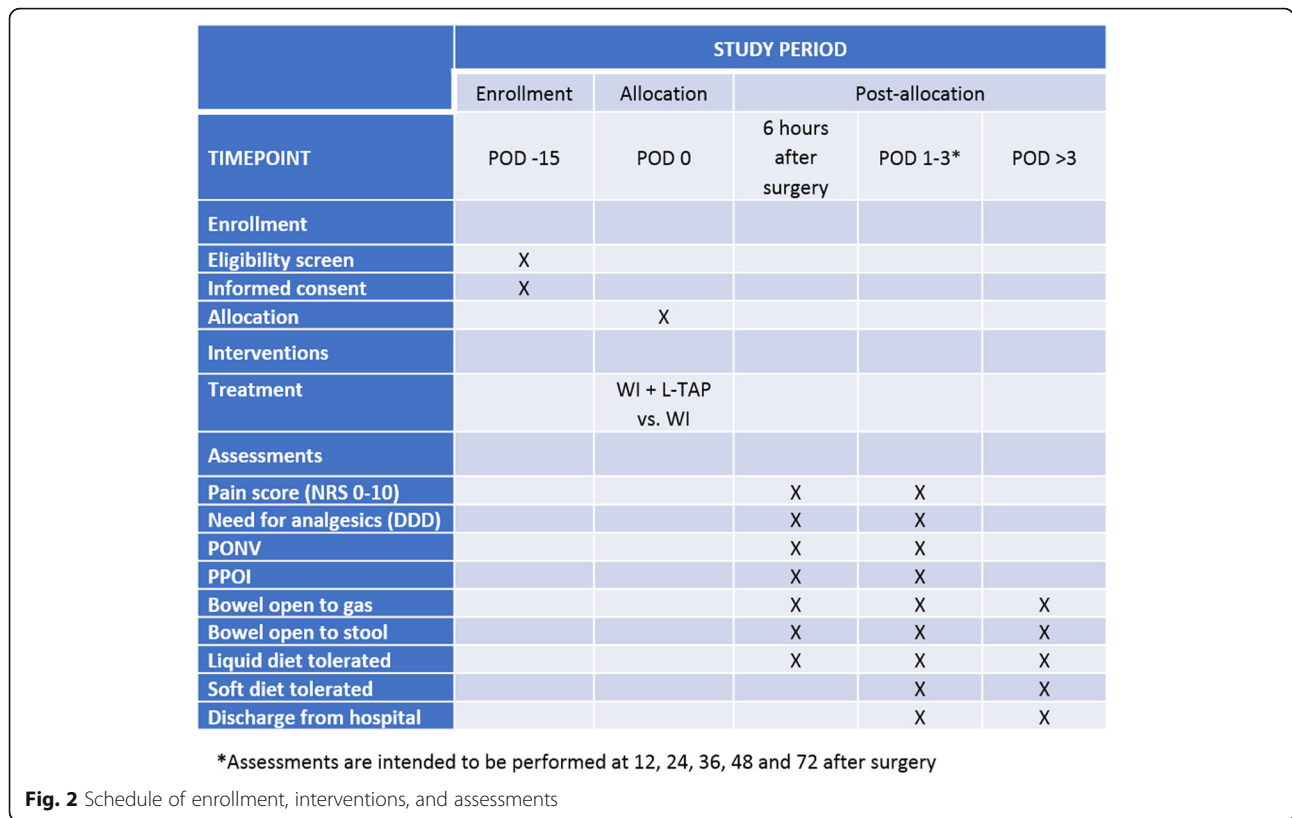 STUDY PERIOD
Enrollment Allocation Post-allocation
TIMEPOINT POD -15 POD 0 6 hours after surgery POD 1-3* POD >3
Enrollment
Eligibility screen X
Informed consent X
Allocation X
Interventions
Treatment WI + L-TAP vs. WI
Assessments
Pain score (NRS 0-10) X X
Need for analgesics (DDD) X X
PONV X X
PPOI X X
Bowel open to gas X X X
Bowel open to stool X X X
Liquid diet tolerated X X X
Soft diet tolerated X X
Discharge from hospital X X
*Assessments are intended to be performed at 12, 24, 36, 48 and 72 after surgery
Fig. 2 Schedule of enrollment, interventions, and assessments